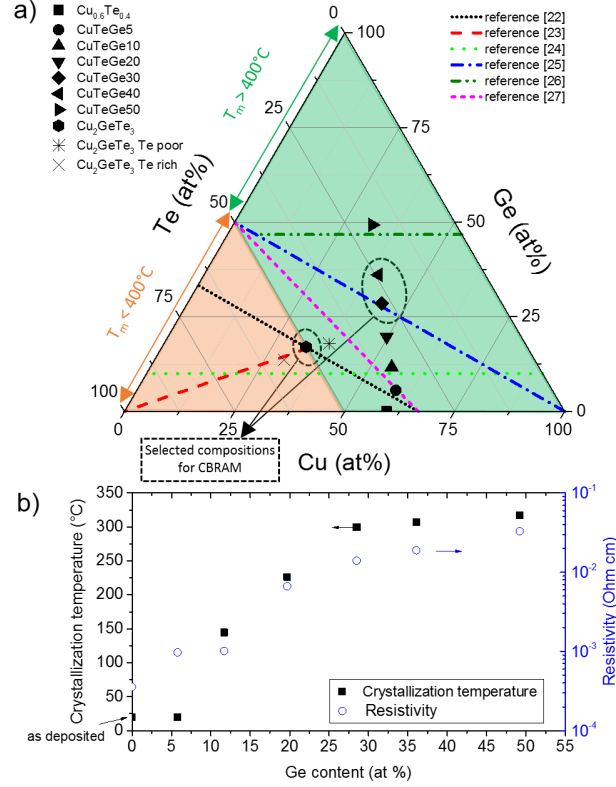 a)
Cu0.6Te0.4
CuTeGe5
CuTeGe10
CuTeGe20
CuTeGe30
CuTeGe40
CuTeGe50
Cu2GeTe3
Cu2GeTe3 Te poor
Cu2GeTe3 Te rich
reference [22]
reference [23]
reference [24]
reference [25]
reference [26]
reference [27]
0
25
50
75
100
Te (at%)
Tm > 400°C
Tm < 400°C
100
75
50
25
0
Ge (at%)
0
25
50
75
100
Cu (at%)
Selected compositions
for CBRAM
b)
Crystallization temperature (°C)
350
300
250
200
150
100
50
0
as deposited
10-1
10-2
10-3
10-4
Resistivity (Ohm cm)
Crystallization temperature
Resistivity
0 5 10 15 20 25 30 35 40 45 50 55
Ge content (at %)